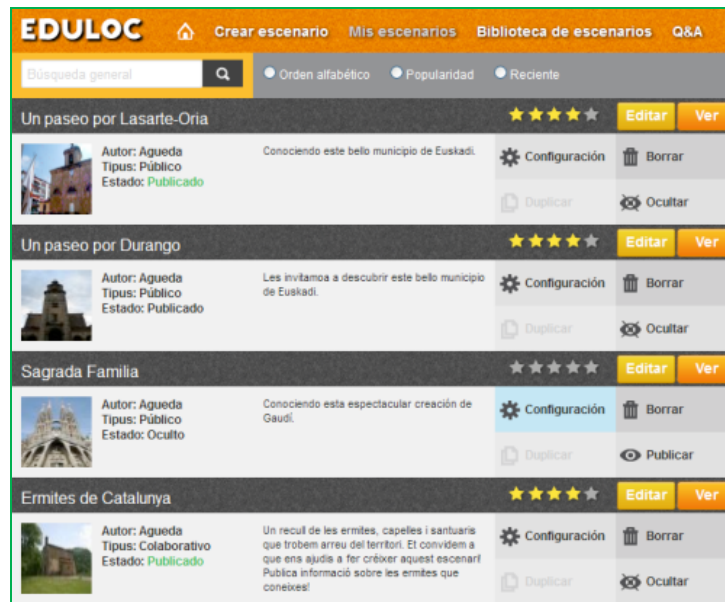 EDULOC Crear escenario Mis escenarios Biblioteca de escenarios Q&A
Búsqueda general Orden alfabético Popularidad Reciente
Un paseo por Lasarte-Oria Editar Ver
Autor: Agueda
Tipus: Público
Estado: Publicado
Conociendo este bello municipio de Euskadi.
Configuración Borrar
Duplicar Ocultar
Un paseo por Durango Editar Ver
Autor: Agueda
Tipus: Público
Estado: Publicado
Les invitamoa a descubrir este bello municipio
de Euskadi.
Configuración Borrar
Duplicar Ocultar
Sagrada Familia Editar Ver
Autor: Agueda
Tipus: Público
Estado: Oculto
Conociendo esta espectacular creación de
Gaudí.
Configuración Borrar
Duplicar Publicar
Ermites de Catalunya Editar Ver
Autor: Agueda
Tipus: Colaborativo
Estado: Publicado
Un recull de les ermites, capelles i santuaris
que trobem arreu del territori. Et convidem a
que ens ajudis a fer créixer aquest escenari!
Publica informació sobre les ermites que
coneixes!
Configuración Borrar
Duplicar Ocultar